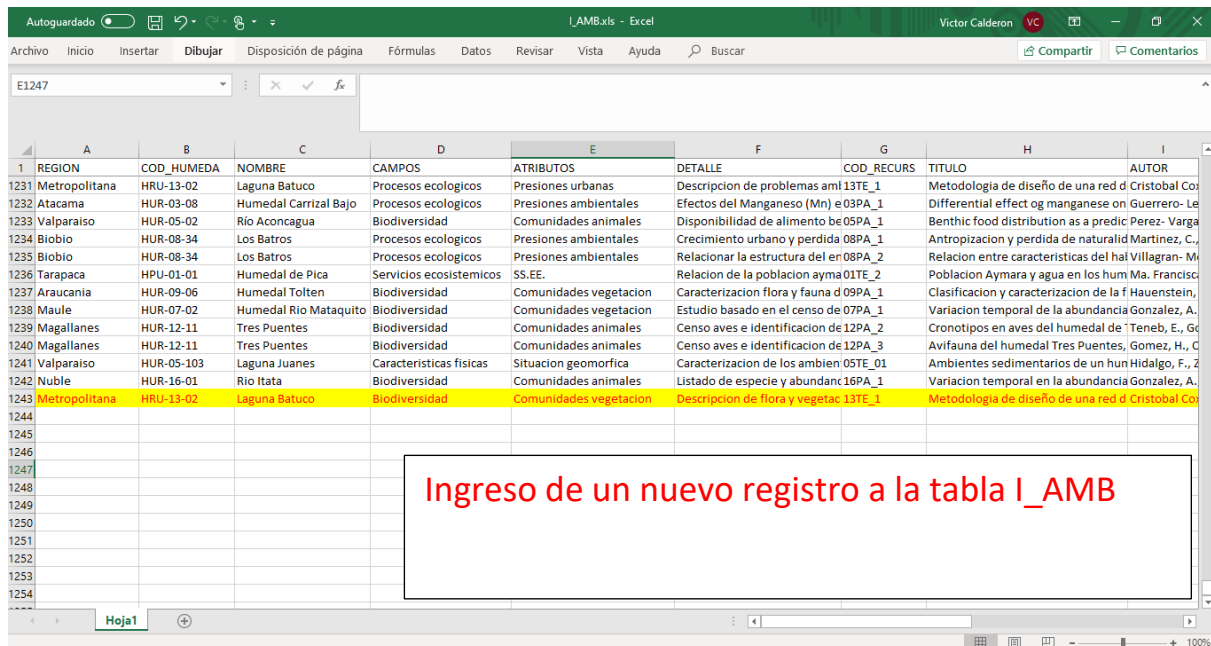 Autoguardado I_AMB.xls - Excel Victor Calderon VC
Archivo Inicio Insertar Dibujar Disposición de página Fórmulas Datos Revisar Vista Ayuda Buscar Compartir Comentarios
E1247 fx
A B C D E F G H I
1 REGION COD_HUMEDA NOMBRE CAMPOS ATRIBUTOS DETALLE COD_RECURS TITULO AUTOR
1231 Metropolitana HRU-13-02 Laguna Batuco Procesos ecologicos Presiones urbanas Descripcion de problemas aml 13TE_1 Metodologia de diseño de una red d Cristobal Cox
1232 Atacama HUR-03-08 Humedal Carrizal Bajo Procesos ecologicos Presiones ambientales Efectos del Manganeso (Mn) e 03PA_1 Differential effect og manganese on Guerrero- Le
1233 Valparaiso HUR-05-02 Río Aconcagua Biodiversidad Comunidades animales Disponibilidad de alimento be 05PA_1 Benthic food distribution as a predic Perez- Varga
1234 Biobio HUR-08-34 Los Batros Procesos ecologicos Presiones ambientales Crecimiento urbano y perdida 08PA_1 Antropizacion y perdida de naturalid Martinez, C.,
1235 Biobio HUR-08-34 Los Batros Procesos ecologicos Presiones ambientales Relacionar la estructura del en 08PA_2 Relacion entre caracteristicas del hal Villagran- Me
1236 Tarapaca HPU-01-01 Humedal de Pica Servicios ecosistemicos SS.EE. Relacion de la poblacion ayma 01TE_2 Poblacion Aymara y agua en los hum Ma. Francisca
1237 Araucania HUR-09-06 Humedal Tolten Biodiversidad Comunidades vegetacion Caracterizacion flora y fauna d 09PA_1 Clasificacion y caracterizacion de la f Hauenstein,
1238 Maule HUR-07-02 Humedal Rio Mataquito Biodiversidad Comunidades animales Estudio basado en el censo de 07PA_1 Variacion temporal de la abundancia Gonzalez, A.,
1239 Magallanes HUR-12-11 Tres Puentes Biodiversidad Comunidades animales Censo aves e identificacion de 12PA_2 Cronotipos en aves del humedal de T Teneb, E., Go
1240 Magallanes HUR-12-11 Tres Puentes Biodiversidad Comunidades animales Censo aves e identificacion de 12PA_3 Avifauna del humedal Tres Puentes, Gomez, H., C
1241 Valparaiso HUR-05-103 Laguna Juanes Caracteristicas fisicas Situacion geomorfica Caracterizacion de los ambien 05TE_01 Ambientes sedimentarios de un hun Hidalgo, F., Z
1242 Nuble HUR-16-01 Rio Itata Biodiversidad Comunidades animales Listado de especie y abundanc 16PA_1 Variacion temporal en la abundancia Gonzalez, A.
1243 Metropolitana HRU-13-02 Laguna Batuco Biodiversidad Comunidades vegetacion Descripcion de flora y vegetac 13TE_1 Metodologia de diseño de una red d Cristobal Cox
1244
1245
1246
1247
1248
Ingreso de un nuevo registro a la tabla I_AMB
1249
1250
1251
1252
1253
1254
Hoja1
100%